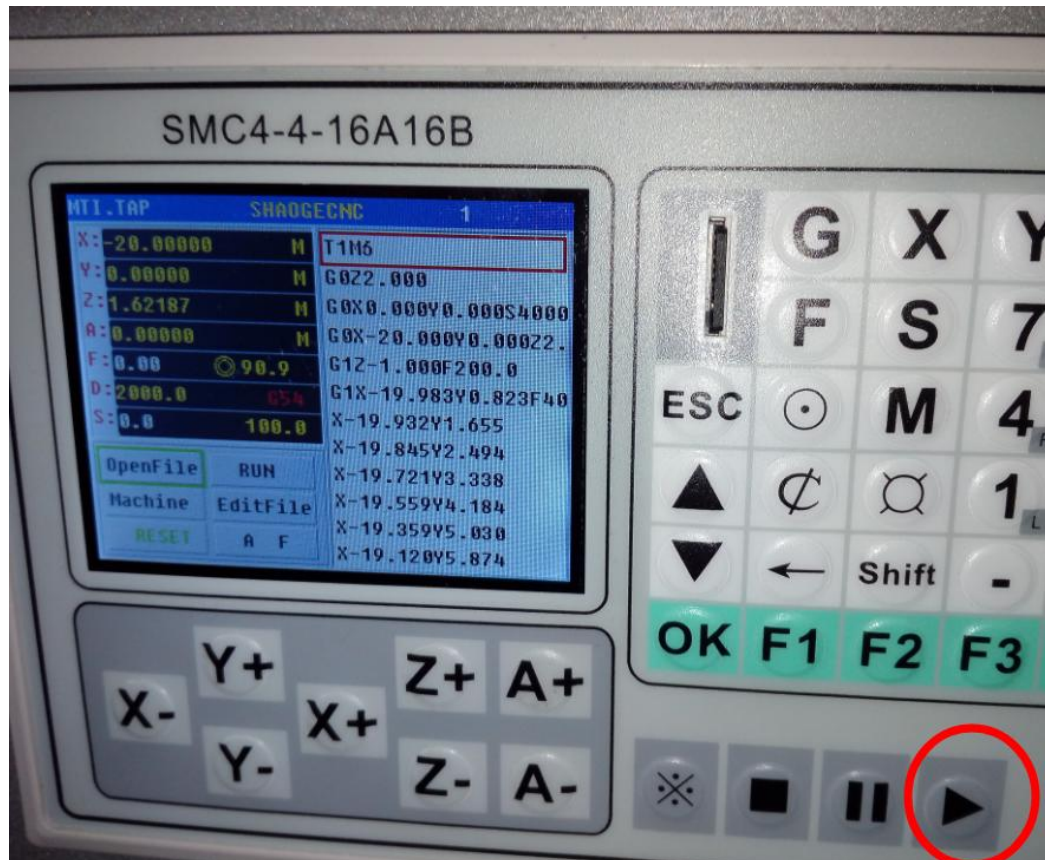 SMC4-4-16A16B
MTI.TAP SHAOGECNC 1
X:-20.00000 M
Y:0.00000 M
Z:1.62187 M
A:0.00000 M
F:0.00 90.9
D:2000.0 G54
S:0.0 100.0
OpenFile RUN
Machine EditFile
RESET A F
T1M6
G0Z2.000
G0X0.000Y0.000S4000
G0X-20.000Y0.000Z2.
G1Z-1.000F200.0
G1X-19.983Y0.823F40
X-19.932Y1.655
X-19.845Y2.494
X-19.721Y3.338
X-19.559Y4.184
X-19.359Y5.030
X-19.120Y5.874
G X Y
F S 7
ESC M 4
1 L
← Shift -
OK F1 F2 F3
Y+ Z+ A+
X- X+
Y- Z- A-